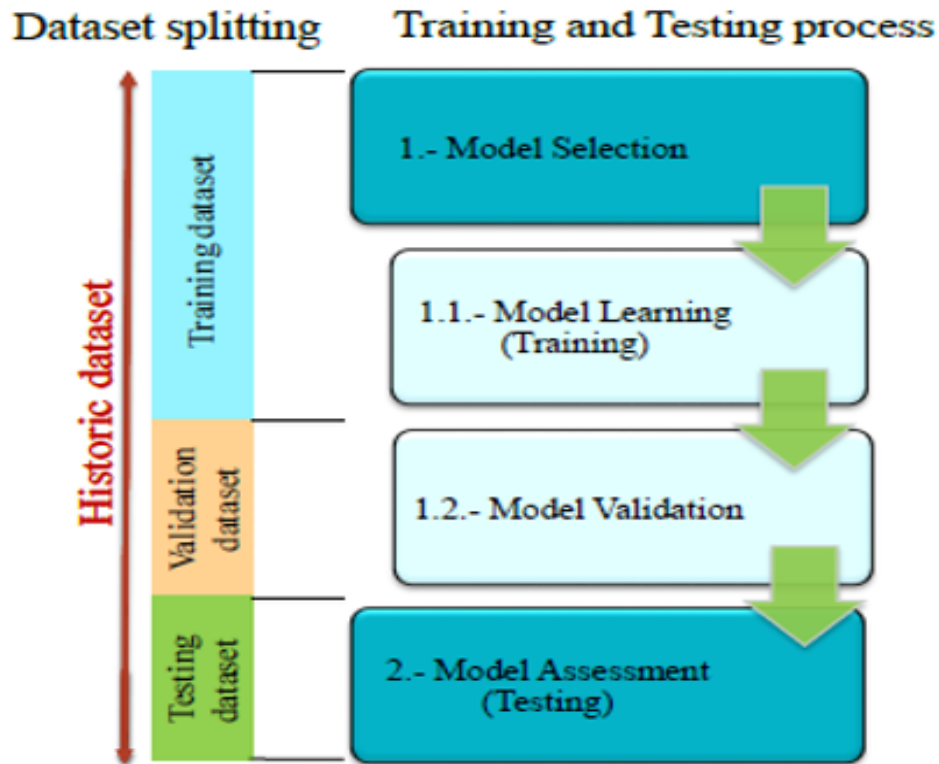 Dataset splitting
Training and Testing process
Historic dataset
Training dataset
Validation
dataset
Testing
dataset
1.- Model Selection
1.1.- Model Learning
(Training)
1.2.- Model Validation
2.- Model Assessment
(Testing)